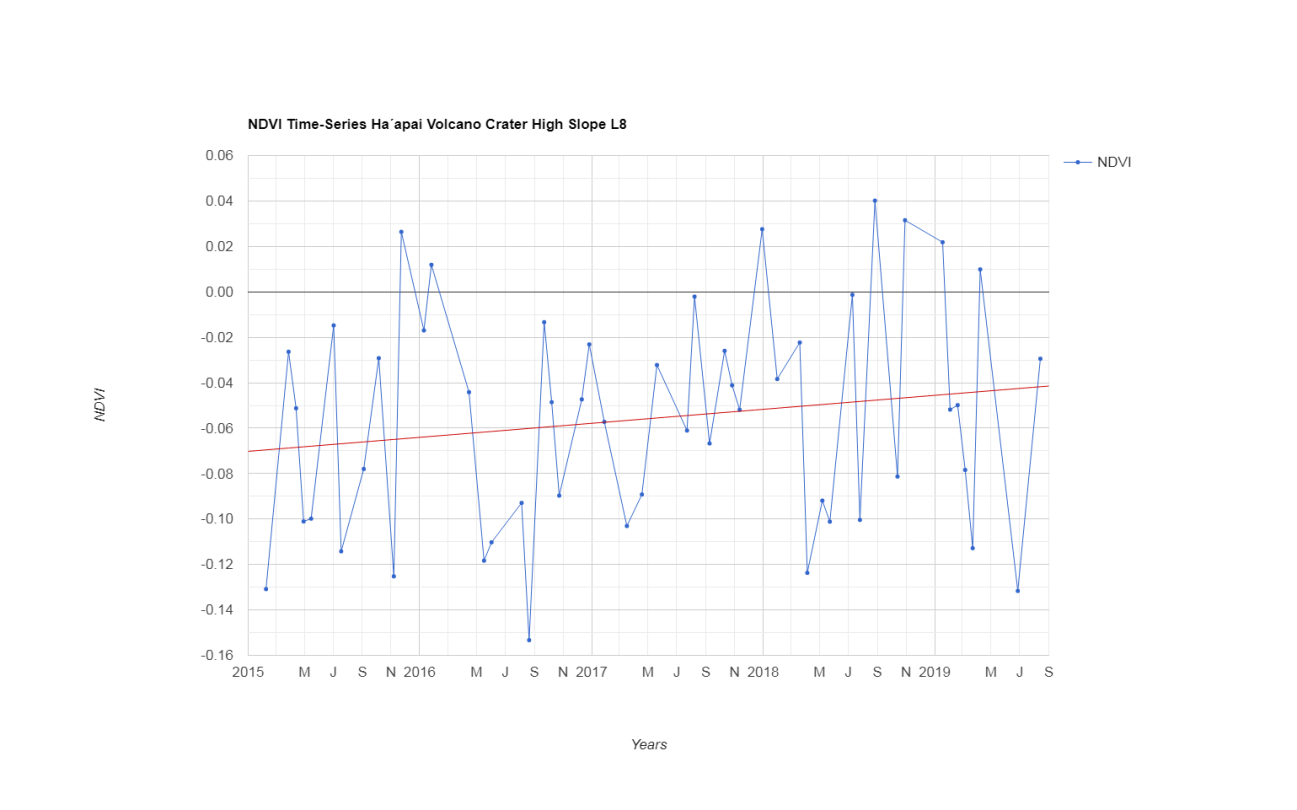 NDVI Time-Series Ha´apai Volcano Crater High Slope L8
NDVI
0.06
0.04
0.02
0.00
-0.02
-0.04
-0.06
-0.08
-0.10
-0.12
-0.14
-0.16
NDVI
2015 M J S N 2016 M J S N 2017 M J S N 2018 M J S N 2019 M J S
Years